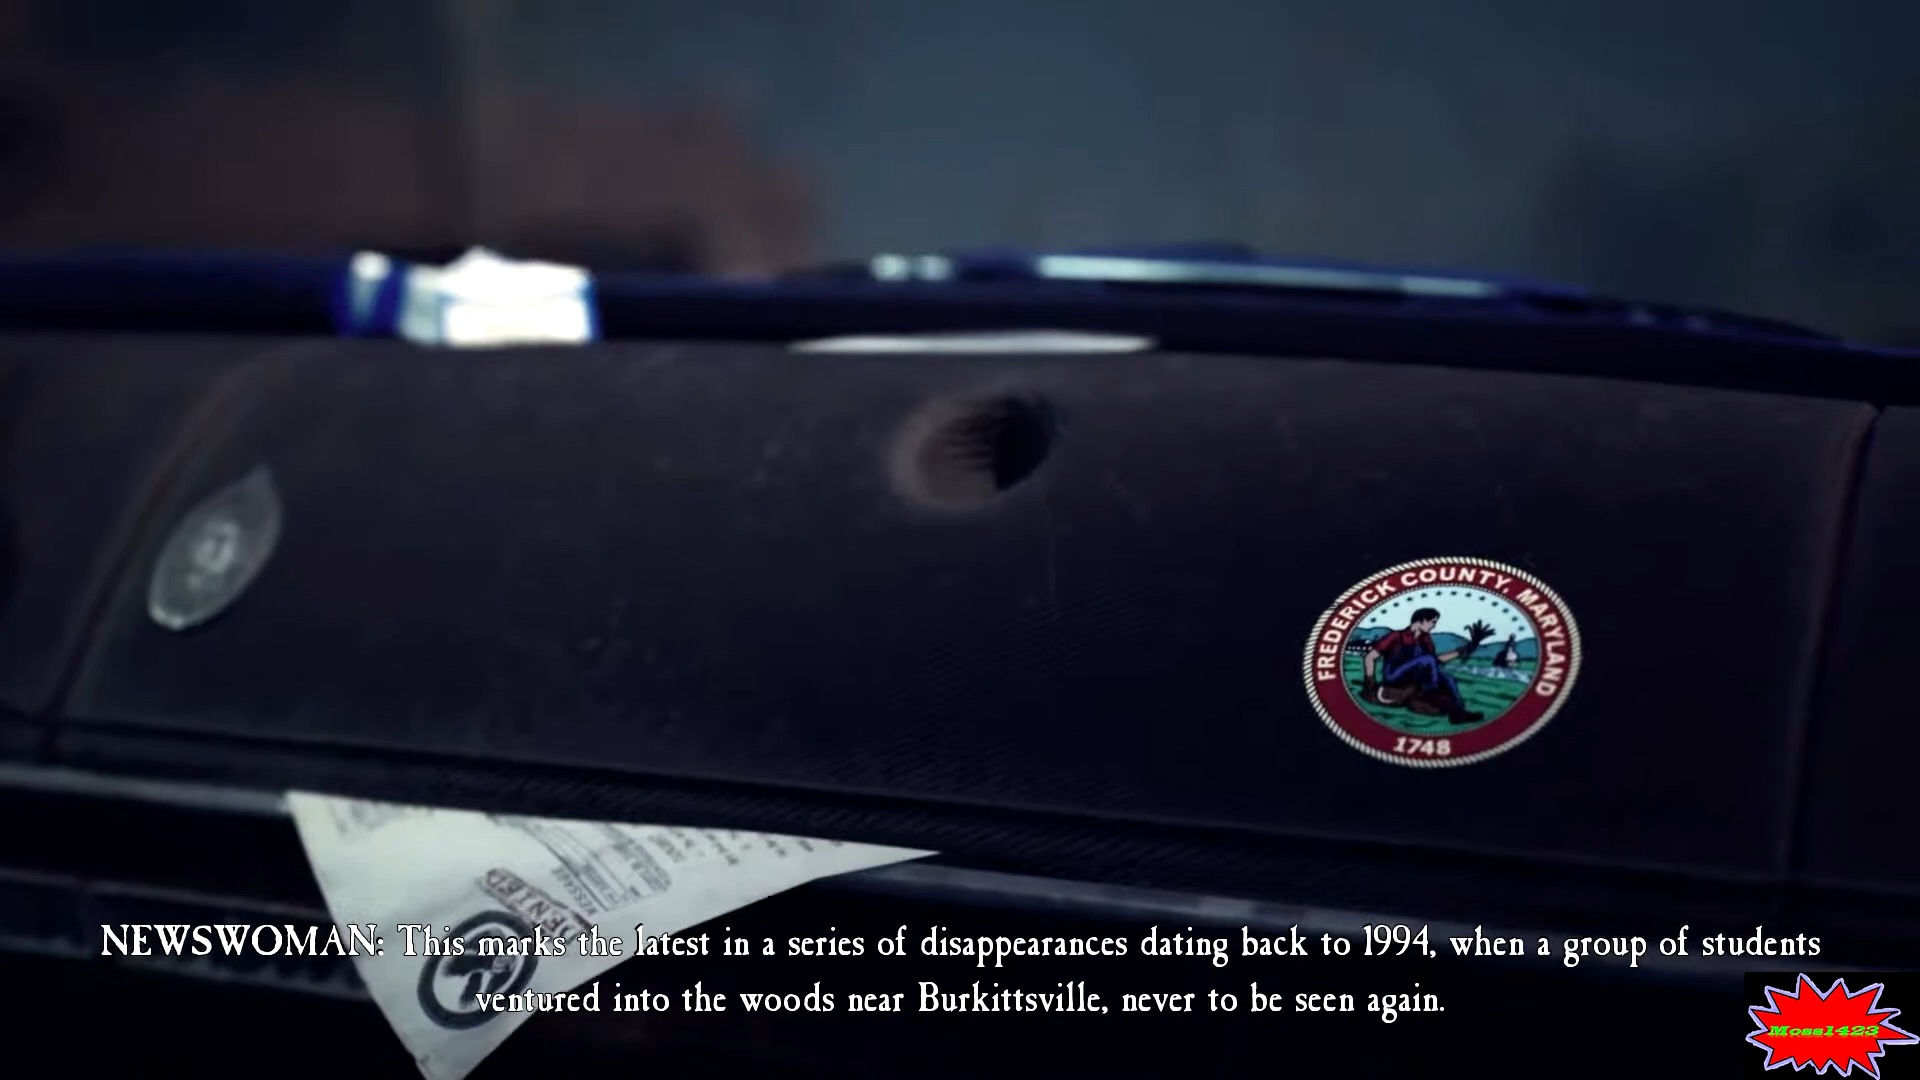 FREDERICK COUNTY, MARYLAND
1748
MESSAGE
NEWSWOMAN: This marks the latest in a series of disappearances dating back to 1994, when a group of students
ventured into the woods near Burkittsville, never to be seen again.
Moss1423